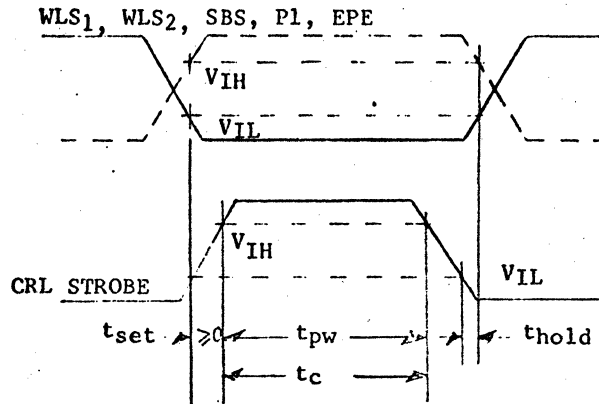 WLS1, WLS2, SBS, P1, EPE
VIH
VIL
VIH
CRL STROBE
VIL
tset ≥0 tpw thold
tc